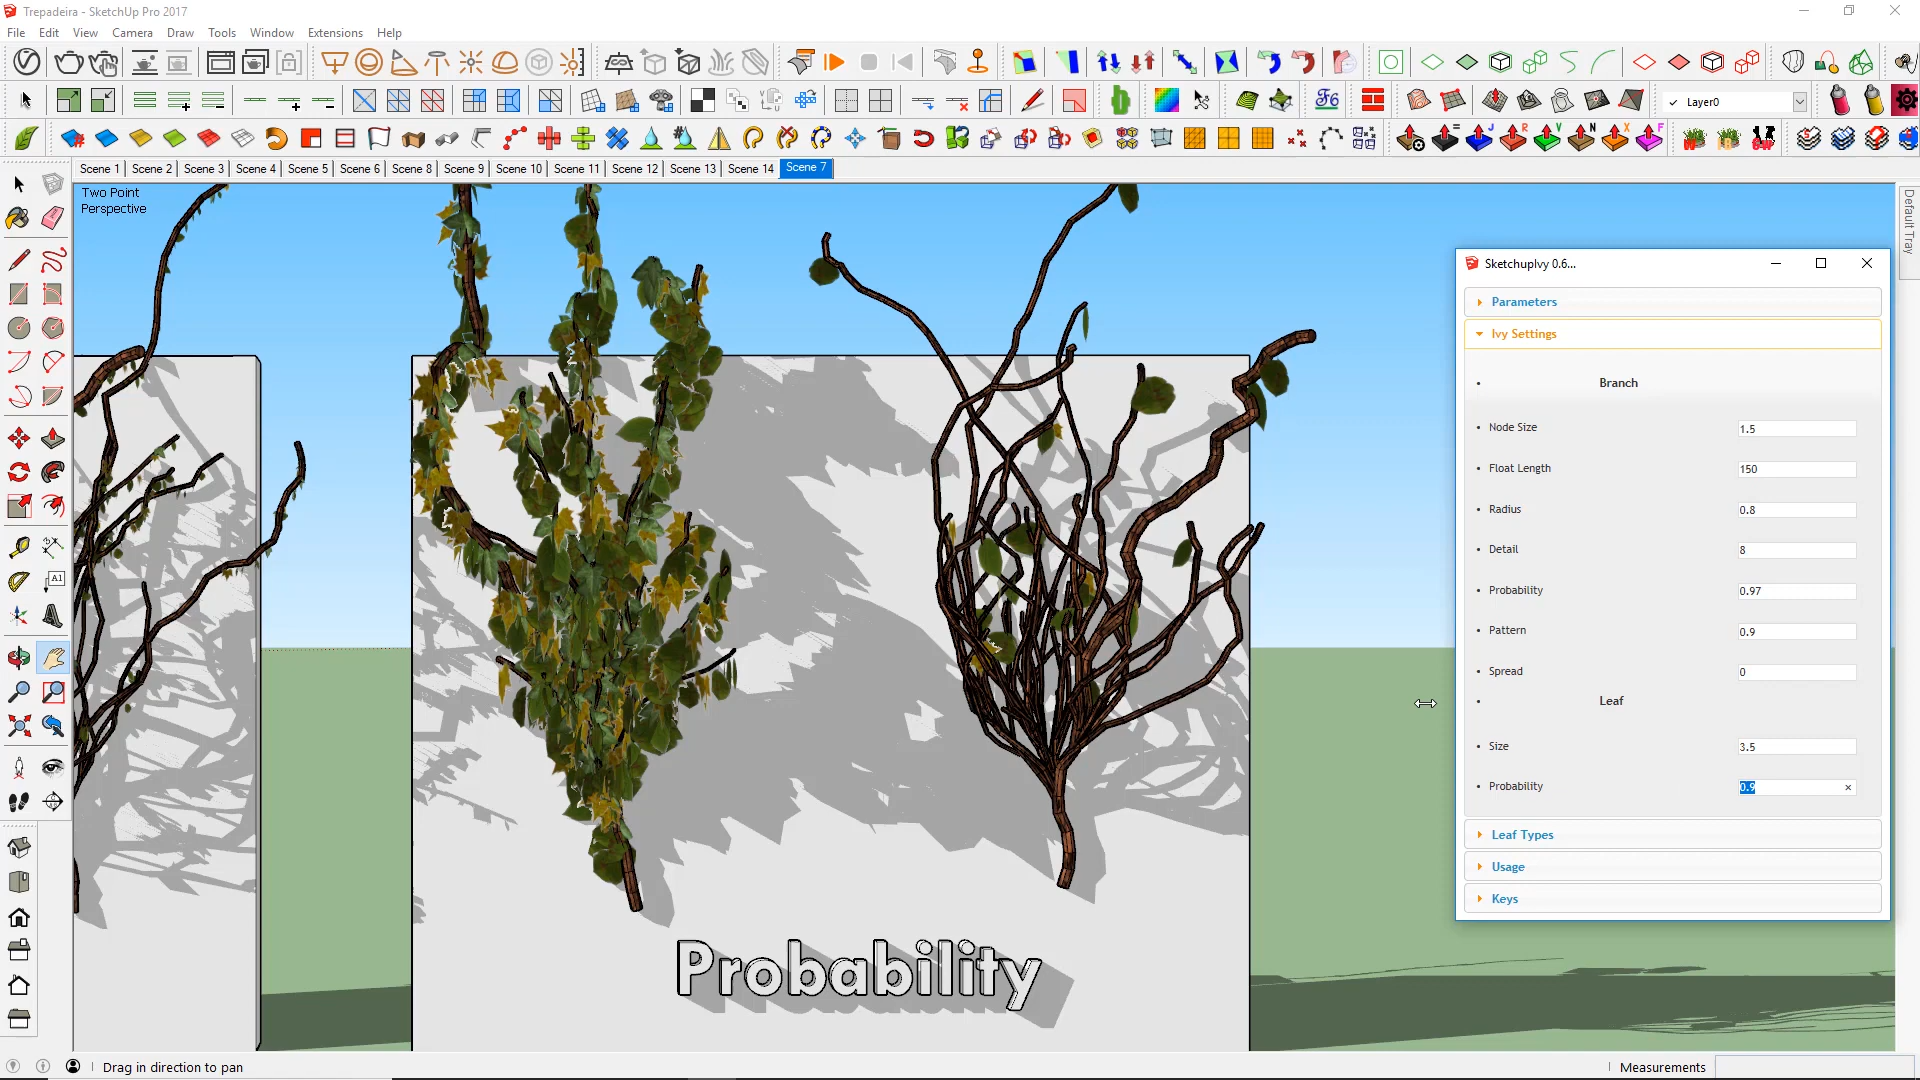 Trepadeira - SketchUp Pro 2017
File Edit View Camera Draw Tools Window Extensions Help
Layer0
Scene 1 Scene 2 Scene 3 Scene 4 Scene 5 Scene 6 Scene 8 Scene 9 Scene 10 Scene 11 Scene 12 Scene 13 Scene 14 Scene 7
Two Point
Perspective
Default Tray
A1
SketchupIvy 0.6...
Parameters
Ivy Settings
Branch
Node Size 1.5
Float Length 150
Radius 0.8
Detail 8
Probability 0.97
Pattern 0.9
Spread 0
Leaf
Size 3.5
Probability 0.9
Leaf Types
Usage
Keys
Probability
Drag in direction to pan
Measurements